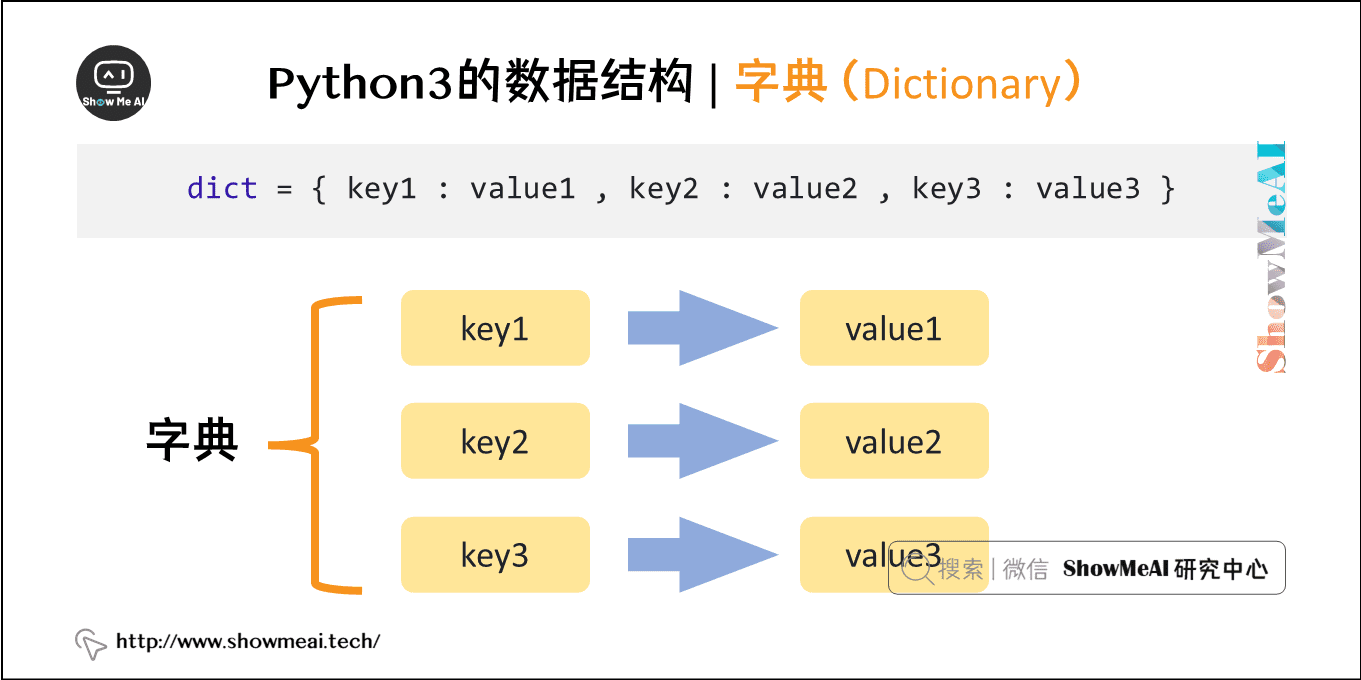 Show Me AI
Python3的数据结构 | 字典（Dictionary）
dict = { key1 : value1 , key2 : value2 , key3 : value3 }
ShowMeAI
字典
key1
value1
key2
value2
key3
value3
搜索 | 微信 ShowMeAI 研究中心
http://www.showmeai.tech/